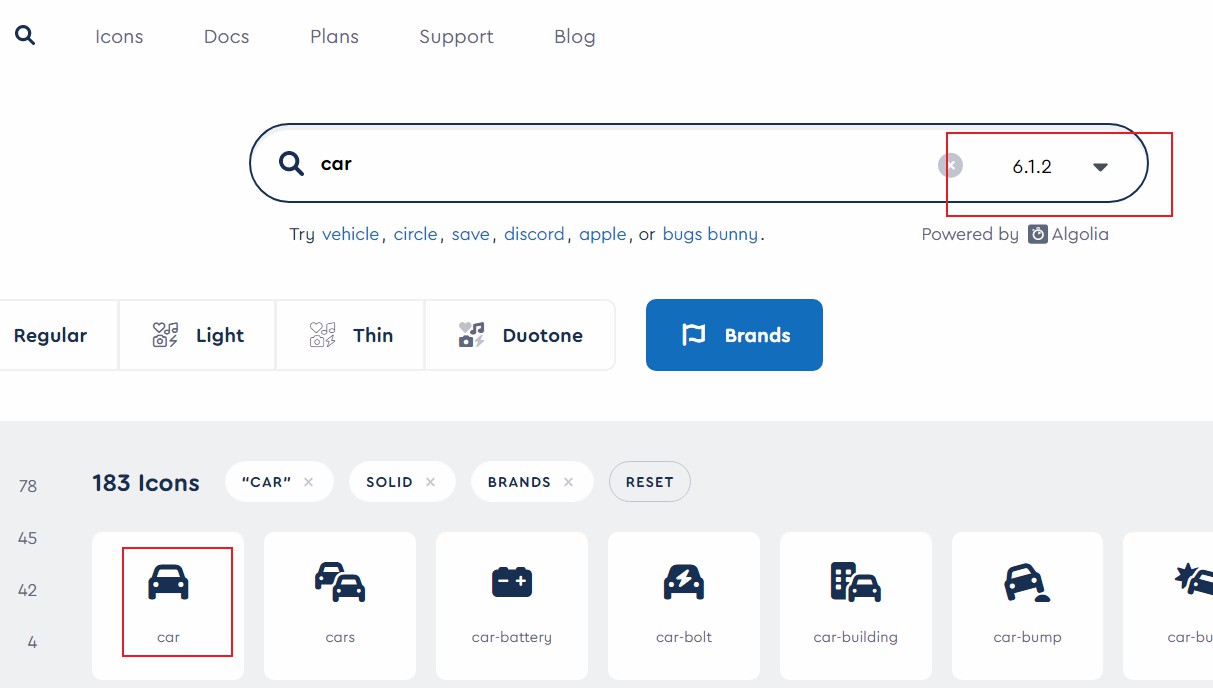 Icons Docs Plans Support Blog
car 6.1.2
Try vehicle, circle, save, discord, apple, or bugs bunny. Powered by Algolia
Regular Light Thin Duotone Brands
78 183 Icons "CAR" × SOLID × BRANDS × RESET
45
42
4 car cars car-battery car-bolt car-building car-bump car-bu